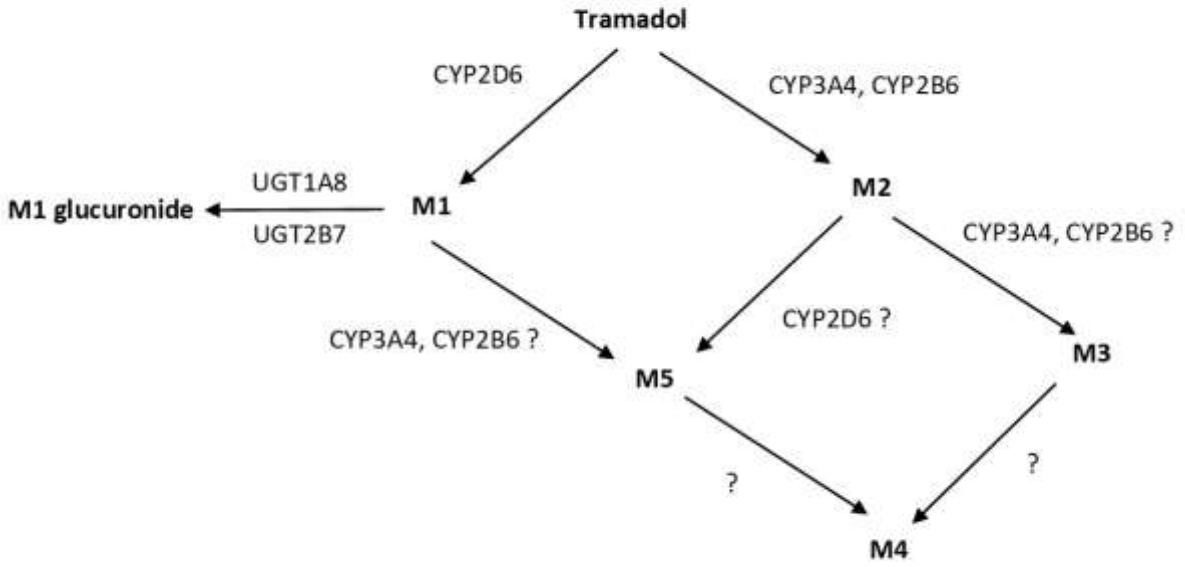 Tramadol
CYP2D6
CYP3A4, CYP2B6
UGT1A8
M1 glucuronide
M1
M2
UGT2B7
CYP3A4, CYP2B6 ?
CYP2D6 ?
CYP3A4, CYP2B6 ?
M3
M5
?
?
M4